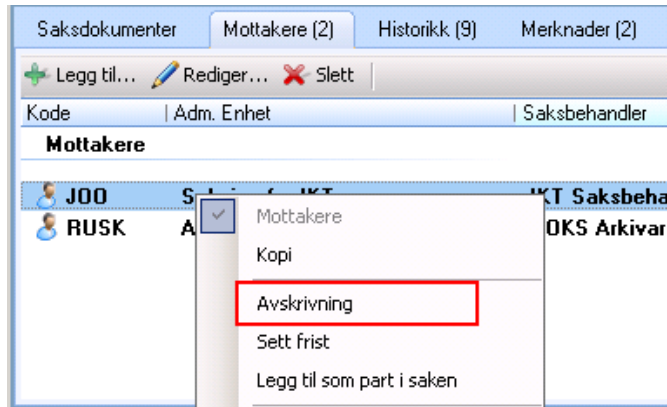 Saksdokumenter Mottakere (2) Historikk (9) Merknader (2)
Legg til... Rediger... Slett
Kode Adm. Enhet Saksbehandler
Mottakere
JOO IKT Saksbeha
RUSK A OKS Arkivar
Mottakere
Kopi
Avskrivning
Sett frist
Legg til som part i saken